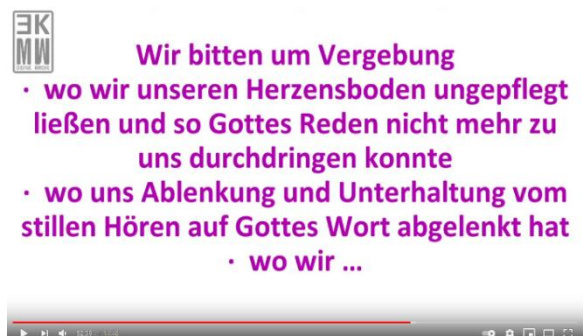 EK
MW
Wir bitten um Vergebung
· wo wir unseren Herzensboden ungepflegt
ließen und so Gottes Reden nicht mehr zu
uns durchdringen konnte
· wo uns Ablenkung und Unterhaltung vom
stillen Hören auf Gottes Wort abgelenkt hat
· wo wir ...